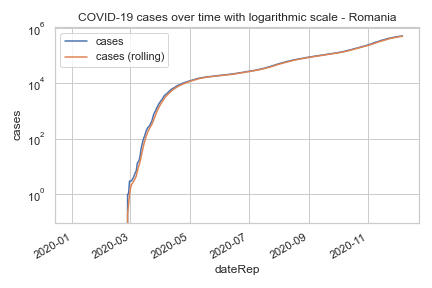 COVID-19 cases over time with logarithmic scale - Romania
cases
cases (rolling)
10^6
10^4
10^2
10^0
cases
2020-01
2020-03
2020-05
2020-07
2020-09
2020-11
dateRep